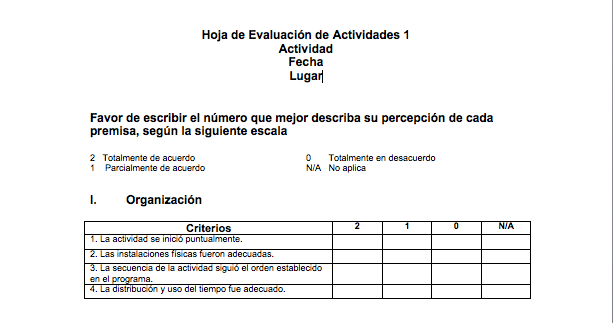 Hoja de Evaluación de Actividades 1
Actividad
Fecha
Lugar
Favor de escribir el número que mejor describa su percepción de cada
premisa, según la siguiente escala
2 Totalmente de acuerdo 0 Totalmente en desacuerdo
1 Parcialmente de acuerdo N/A No aplica
I. Organización
Criterios 2 1 0 N/A
1. La actividad se inició puntualmente.
2. Las instalaciones físicas fueron adecuadas.
3. La secuencia de la actividad siguió el orden establecido
en el programa.
4. La distribución y uso del tiempo fue adecuado.